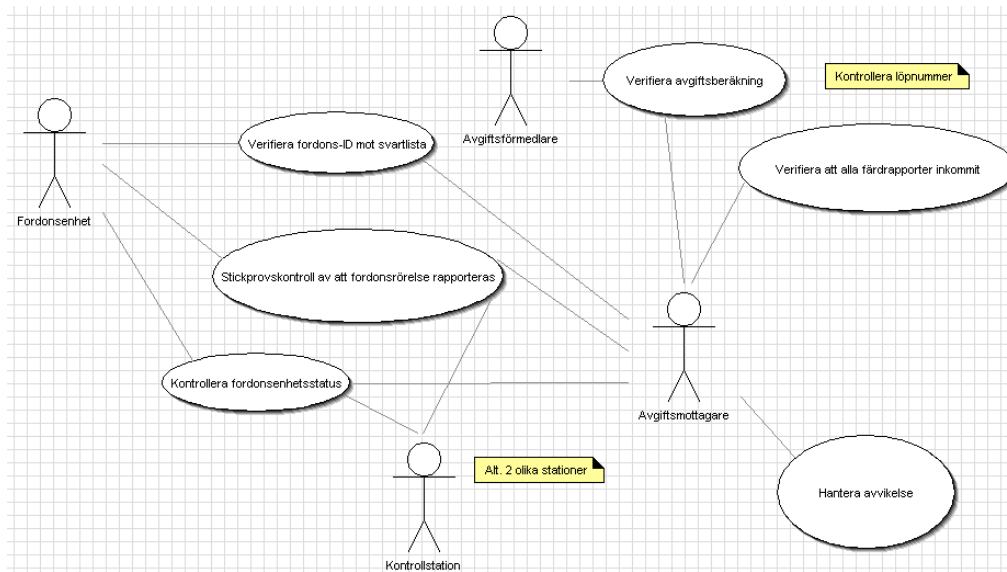 Verifiera avgiftsberäkning
Kontrollera löpnummer
Avgiftsförmedlare
Verifiera fordons-ID mot svartlista
Verifiera att alla färdrapporter inkommit
Fordonsenhet
Stickprovskontroll av att fordonsrörelse rapporteras
Kontrollera fordonsenhetsstatus
Avgiftsmottagare
Alt. 2 olika stationer
Hantera avvikelse
Kontrollstation